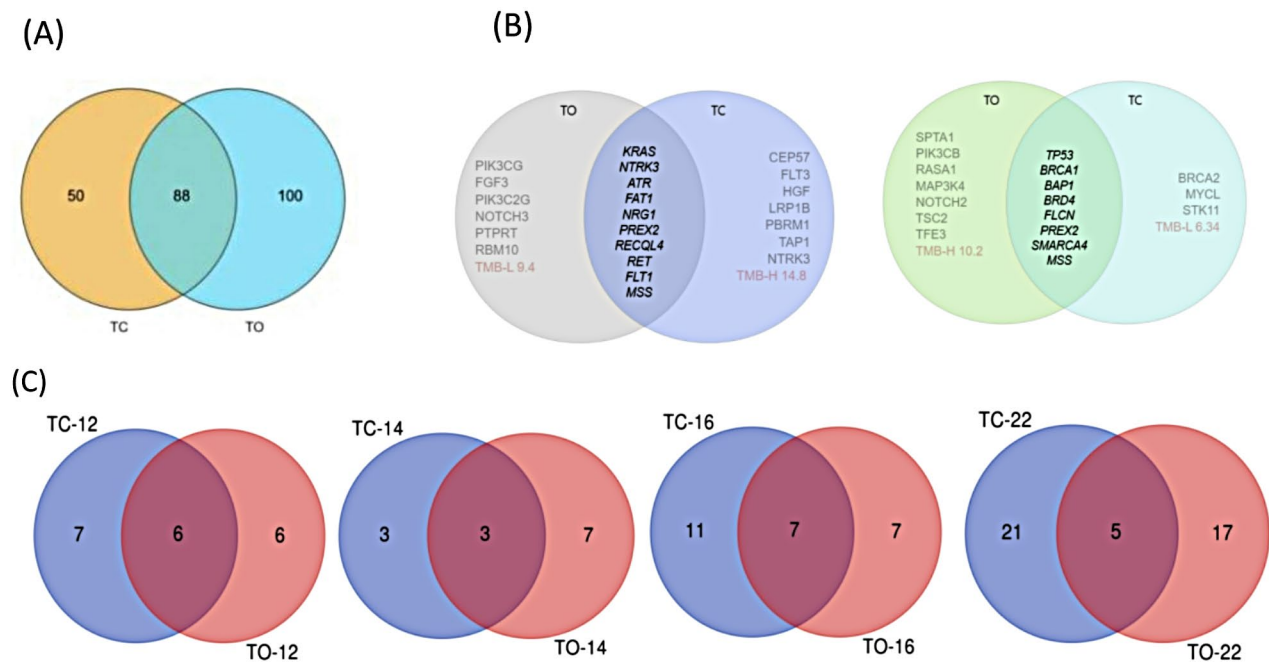 (A)
50
88
100
TC
TO
(B)
TO
TC
PIK3CG
FGF3
PIK3C2G
NOTCH3
PTPRT
RBM10
TMB-L 9.4
KRAS
NTRK3
ATR
FAT1
NRG1
PREX2
RECQL4
RET
FLT1
MSS
CEP57
FLT3
HGF
LRP1B
PBRM1
TAP1
NTRK3
TMB-H 14.8
TO
TC
SPTA1
PIK3CB
RASA1
MAP3K4
NOTCH2
TSC2
TFE3
TMB-H 10.2
TP53
BRCA1
BAP1
BRD4
FLCN
PREX2
SMARCA4
MSS
BRCA2
MYCL
STK11
TMB-L 6.34
(C)
TC-12
7
6
6
TO-12
TC-14
3
3
7
TO-14
TC-16
11
7
7
TO-16
TC-22
21
5
17
TO-22